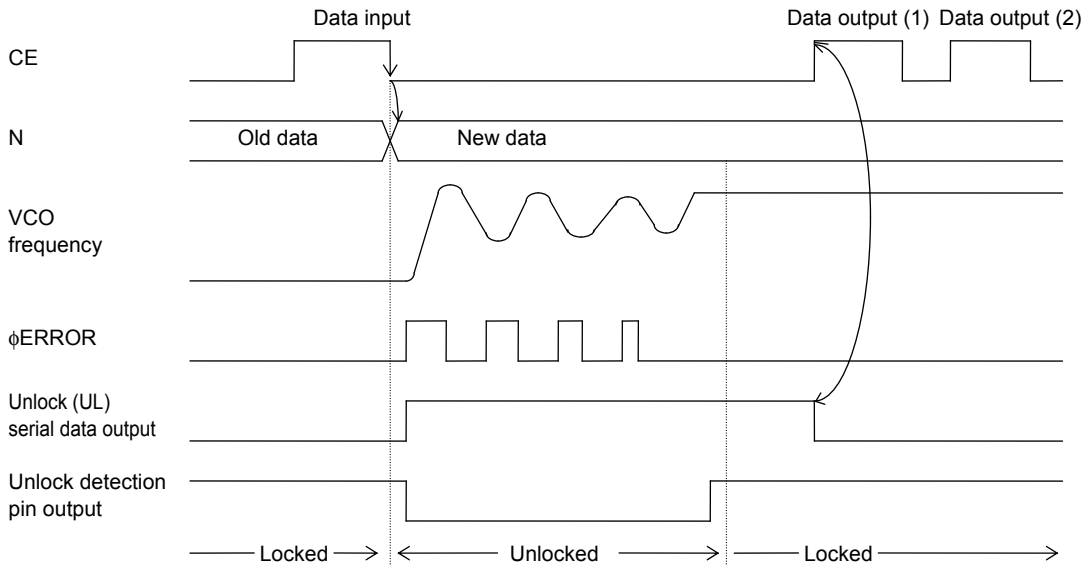 Data input
Data output (1)
Data output (2)
CE
N
Old data
New data
VCO
frequency
ϕERROR
Unlock (UL)
serial data output
Unlock detection
pin output
Locked
Unlocked
Locked